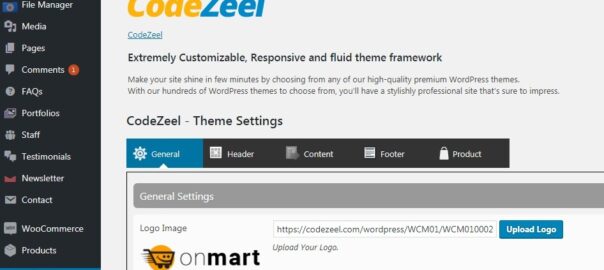 File Manager
Media
Pages
Comments 1
FAQs
Portfolios
Staff
Testimonials
Newsletter
Contact
WooCommerce
Products
CodeZeel
CodeZeel
Extremely Customizable, Responsive and fluid theme framework
Make your site shine in few minutes by choosing from any of our high-quality premium WordPress themes.
With our hundreds of WordPress themes to choose from, you'll have a stylishly professional site that's sure to impress.
CodeZeel - Theme Settings
General Header Content Footer Product
General Settings
Logo Image https://codezeel.com/wordpress/WCM01/WCM010002 Upload Logo
Upload Your Logo.
onmart